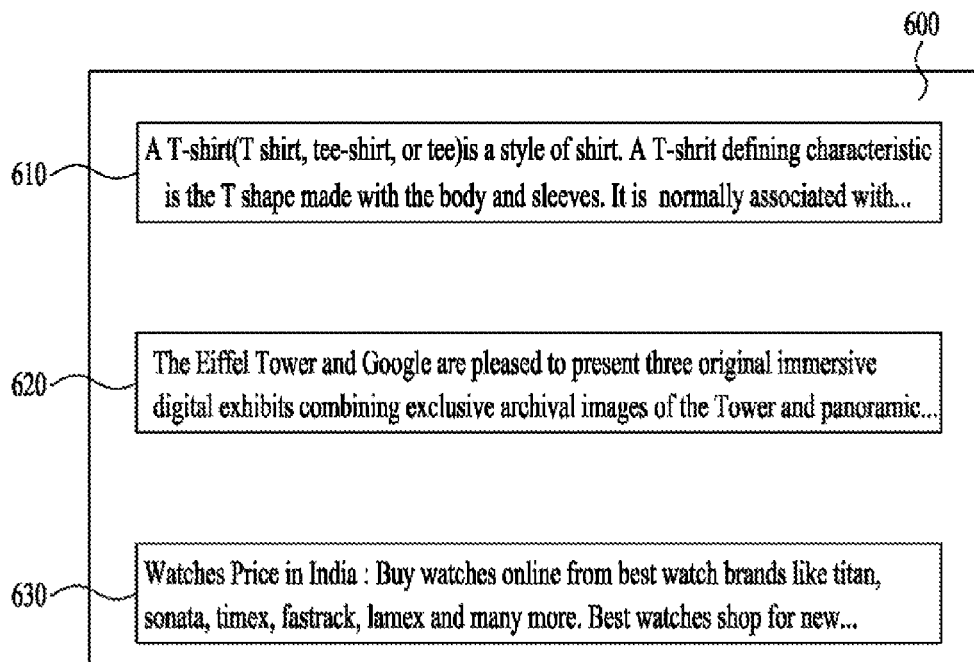 600
610
A T-shirt(T shirt, tee-shirt, or tee)is a style of shirt. A T-shrit defining characteristic
is the T shape made with the body and sleeves. It is normally associated with...
620
The Eiffel Tower and Google are pleased to present three original immersive
digital exhibits combining exclusive archival images of the Tower and panoramic...
630
Watches Price in India : Buy watches online from best watch brands like titan,
sonata, timex, fastrack, lamex and many more. Best watches shop for new...